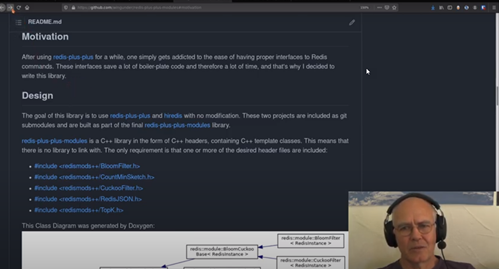 README.md
Motivation
After using redis-plus-plus for a while, one simply gets addicted to the ease of having proper interfaces to Redis
commands. These interfaces save a lot of boiler-plate code and therefore a lot of time, and that's why I decided to
write this library.
Design
The goal of this library is to use redis-plus-plus and hiredis with no modification. These two projects are included as git
submodules and are built as part of the final redis-plus-plus-modules library.
redis-plus-plus-modules is a C++ library in the form of C++ headers, containing C++ template classes. This means that
there is no library to link with. The only requirement is that one or more of the desired header files are included:
#include <redismods++/BloomFilter.h>
#include <redismods++/CountMinSketch.h>
#include <redismods++/CuckooFilter.h>
#include <redismods++/RedisJSON.h>
#include <redismods++/TopK.h>
This Class Diagram was generated by Doxygen:
redis::module::BloomFilter
< RedisInstance >
redis::module::BloomCuckoo
Base< RedisInstance >
redis::module::CuckooFilter
< RedisInstance >